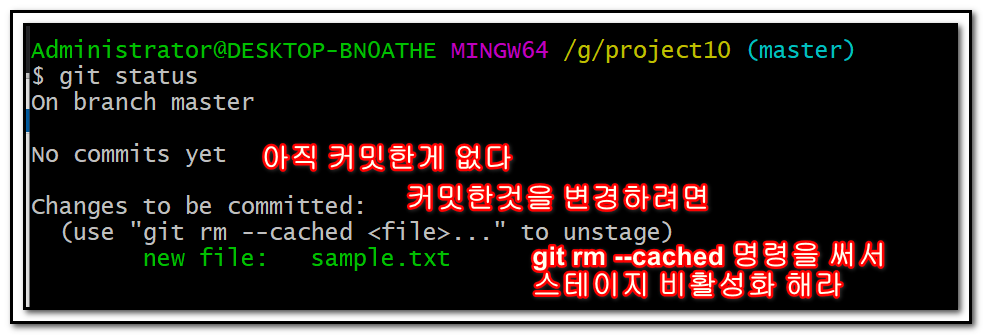 Administrator@DESKTOP-BN0ATHE MINGW64 /g/project10 (master)
$ git status
On branch master
No commits yet 아직 커밋한게 없다
Changes to be committed: 커밋한것을 변경하려면
(use "git rm --cached <file>..." to unstage)
new file: sample.txt git rm --cached 명령을 써서
스테이지 비활성화 해라